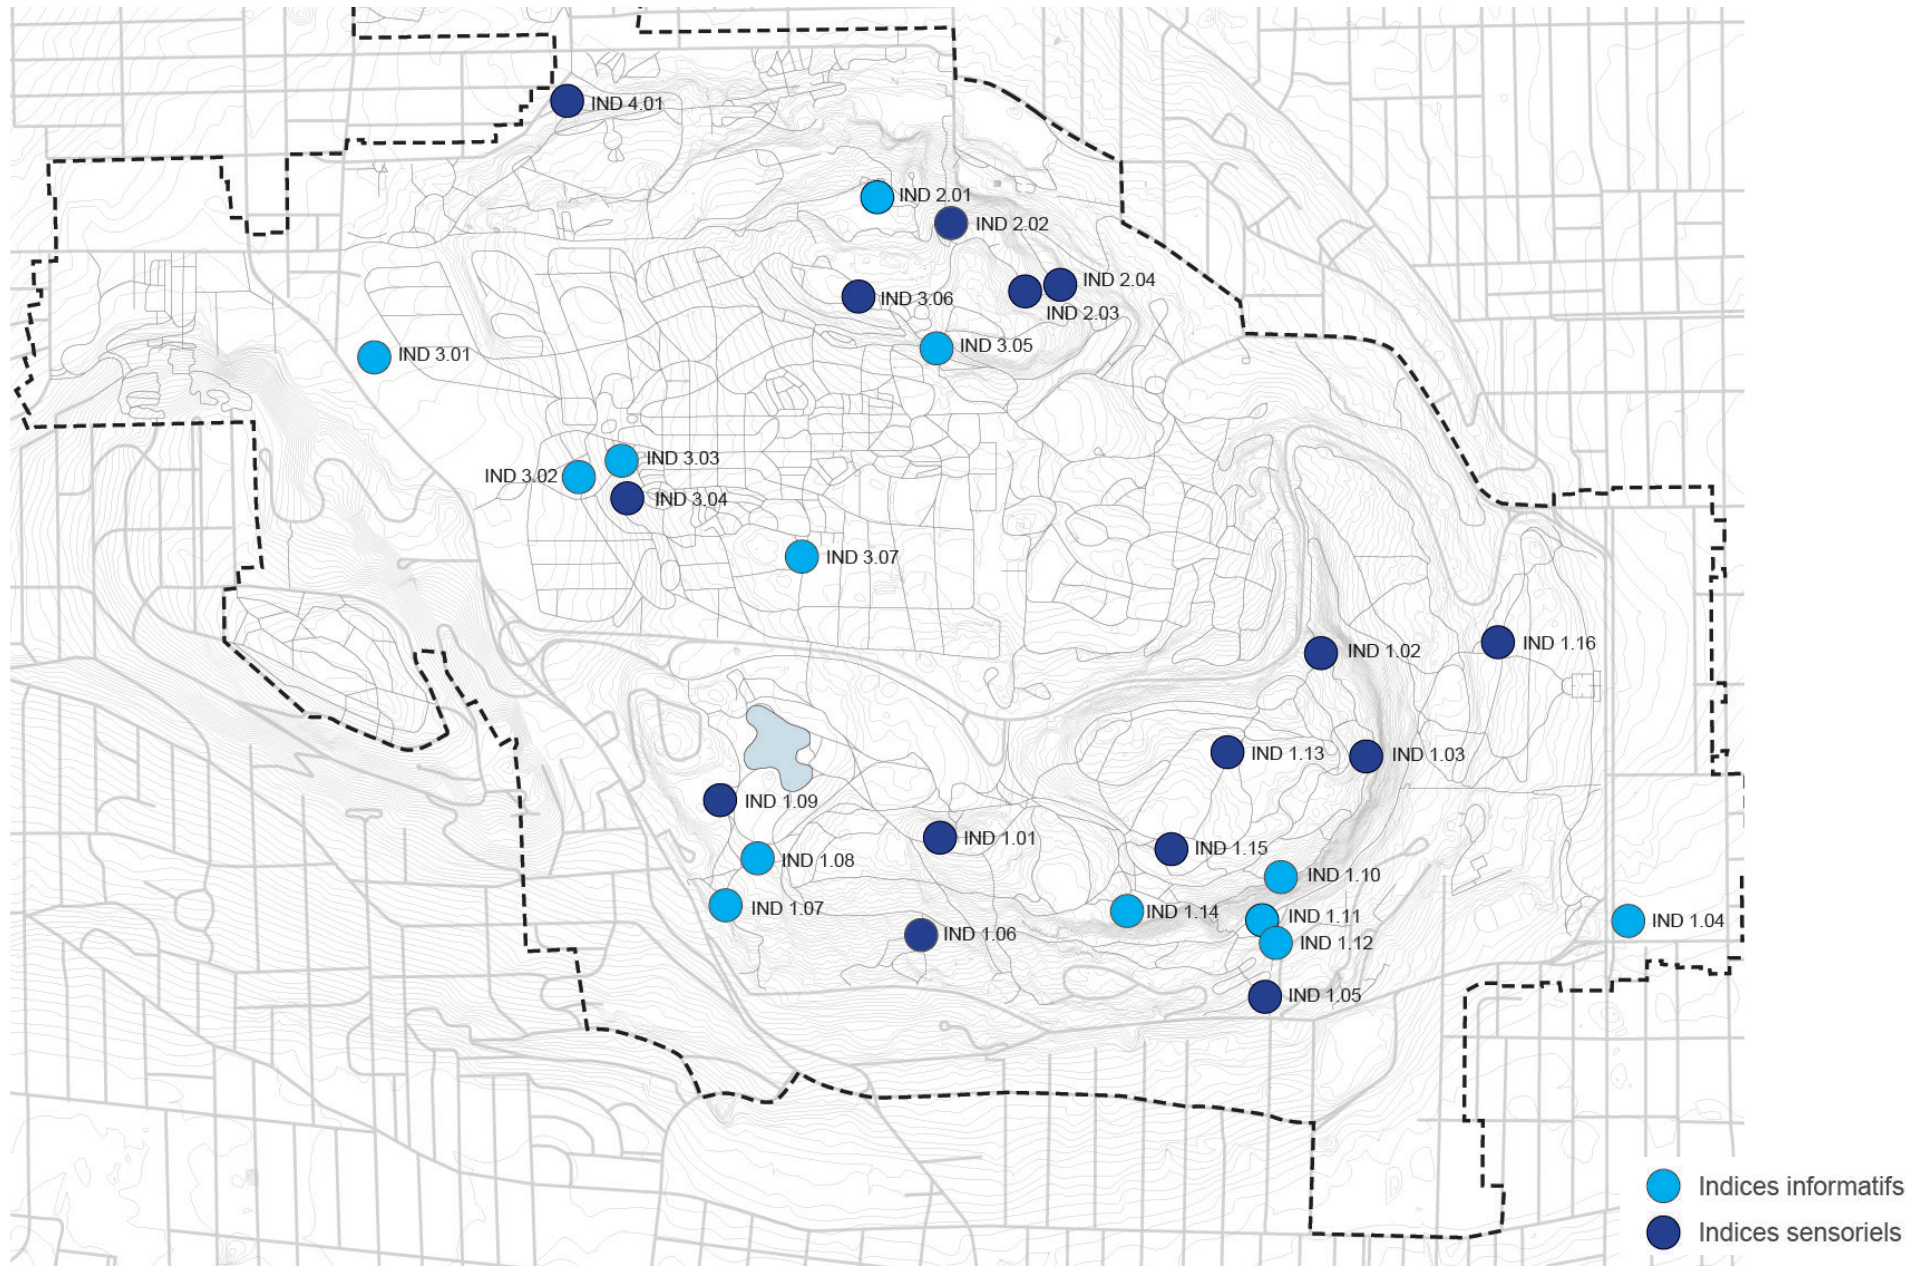 IND 4.01
IND 2.01
IND 2.02
IND 2.04
IND 3.06
IND 2.03
IND 3.05
IND 3.01
IND 3.03
IND 3.02
IND 3.04
IND 3.07
IND 1.16
IND 1.02
IND 1.13
IND 1.03
IND 1.09
IND 1.01
IND 1.15
IND 1.08
IND 1.10
IND 1.07
IND 1.14
IND 1.11
IND 1.04
IND 1.06
IND 1.12
IND 1.05
Indices informatifs
Indices sensoriels